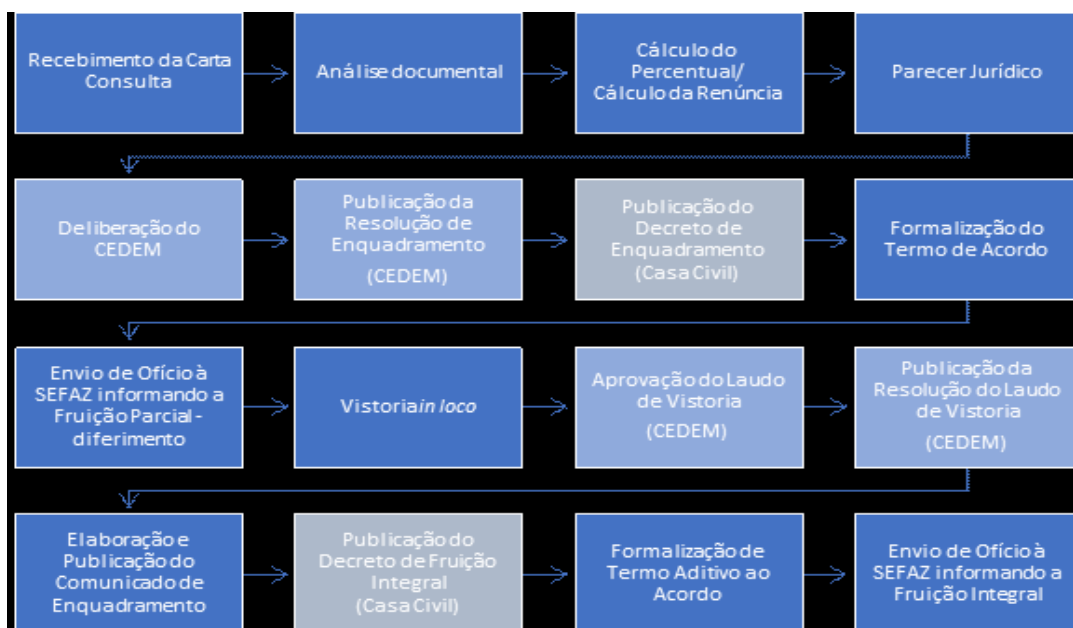 Recebimento da Carta
Consulta
Análise documental
Cálculo do
Percentual/
Cálculo da Renúncia
Parecer Jurídico
Deliberação do
CEDEM
Publicação da
Resolução de
Enquadramento
(CEDEM)
Publicação do
Decreto de
Enquadramento
(Casa Civil)
Formalização do
Termo de Acordo
Envio de Ofício à
SEFAZ informando a
Fruição Parcial -
diferimento
Vistoria in loco
Aprovação do Laudo
de Vistoria
(CEDEM)
Publicação da
Resolução do Laudo
de Vistoria
(CEDEM)
Elaboração e
Publicação do
Comunicado de
Enquadramento
Publicação do
Decreto de Fruição
Integral
(Casa Civil)
Formalização de
Termo Aditivo ao
Acordo
Envio de Ofício à
SEFAZ informando a
Fruição Integral